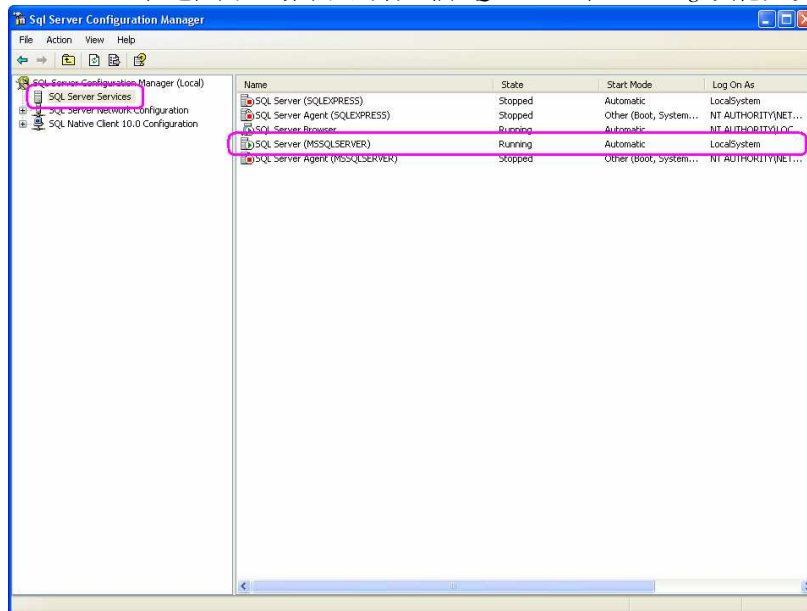 Sql Server Configuration Manager
File Action View Help
SQL Server Configuration Manager (Local)
SQL Server Services
SQL Server Network Configuration
SQL Native Client 10.0 Configuration
Name State Start Mode Log On As
SQL Server (SQLEXPRESS) Stopped Automatic LocalSystem
SQL Server Agent (SQLEXPRESS) Stopped Other (Boot, System... NT AUTHORITY\NET...
SQL Server Browser Running Automatic NT AUTHORITY\LOC...
SQL Server (MSSQLSERVER) Running Automatic LocalSystem
SQL Server Agent (MSSQLSERVER) Stopped Other (Boot, System... NT AUTHORITY\NET...